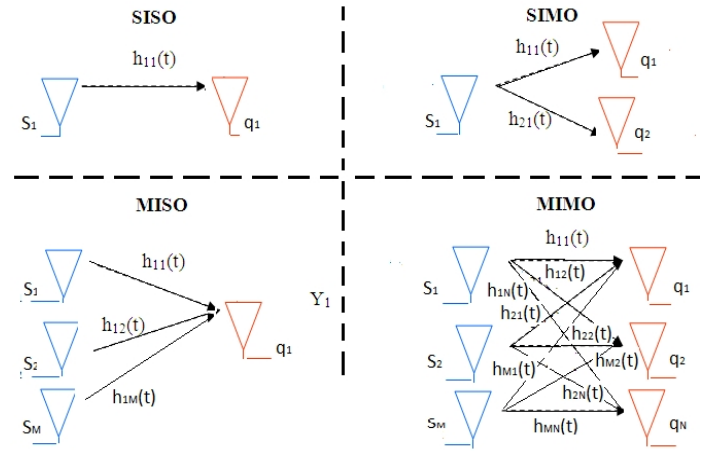 SISO
h11(t)
S1
q1
SIMO
h11(t)
q1
S1
h21(t)
q2
MISO
h11(t)
S1
h12(t)
Y1
q1
S2
h1M(t)
SM
MIMO
h11(t)
h12(t)
S1
h1N(t)
q1
h21(t)
h22(t)
S2
hM1(t)
hM2(t)
q2
h2N(t)
SM
hMN(t)
qN